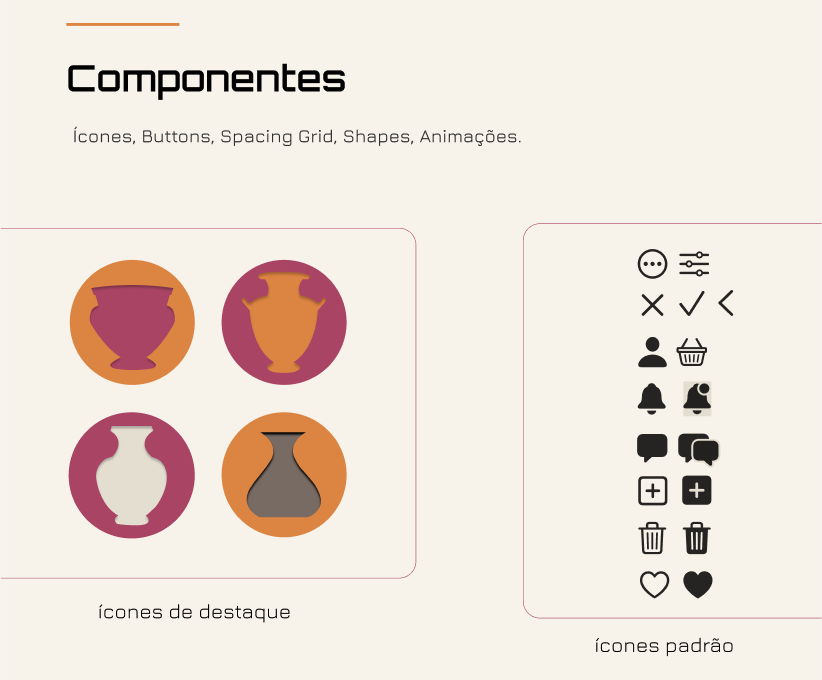 Componentes
Ícones, Buttons, Spacing Grid, Shapes, Animações.
ícones de destaque
ícones padrão